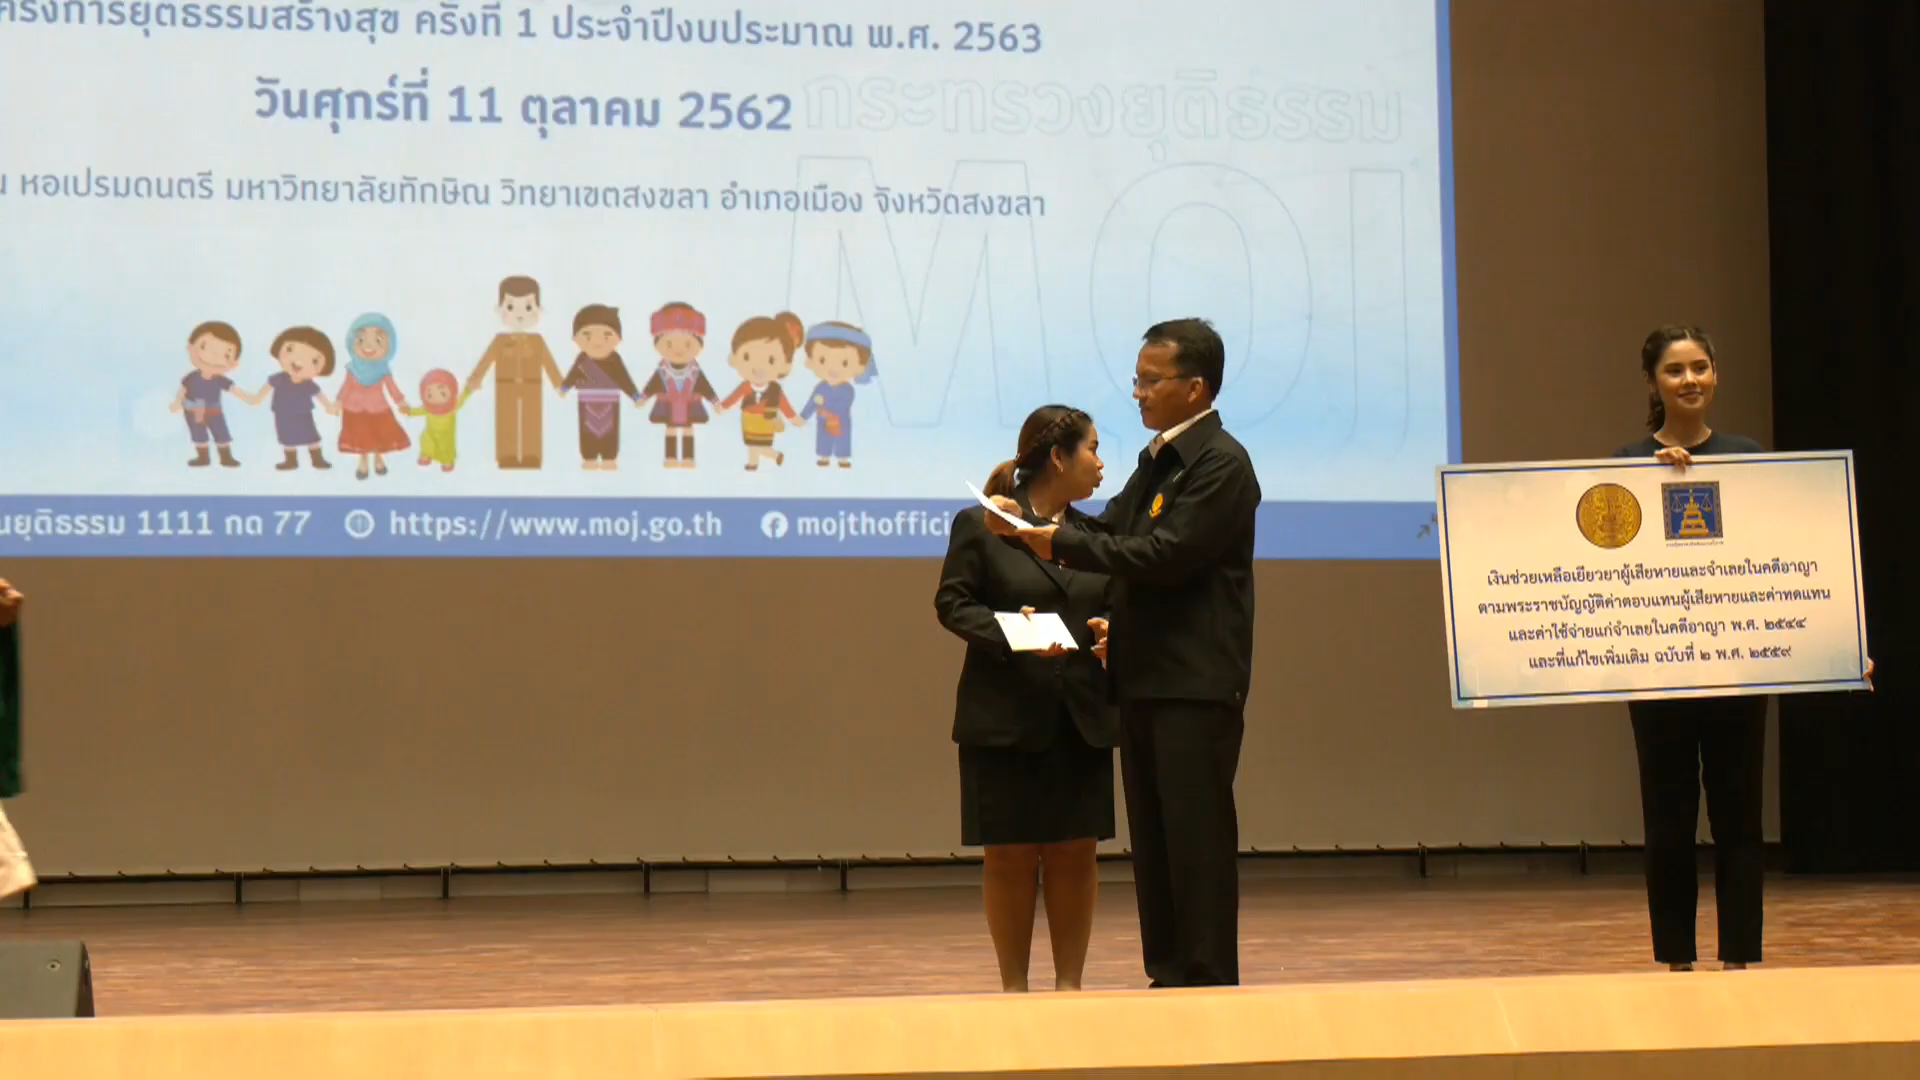 โครงการยุติธรรมสร้างสุข ครั้งที่ 1 ประจำปีงบประมาณ พ.ศ. 2563
วันศุกร์ที่ 11 ตุลาคม 2562
กระทรวงยุติธรรม
MOJ
หอเปรมดนตรี มหาวิทยาลัยทักษิณ วิทยาเขตสงขลา อำเภอเมือง จังหวัดสงขลา
นยุติธรรม 1111 กด 77 https://www.moj.go.th mojthoffici
เงินช่วยเหลือเยียวยาผู้เสียหายและจำเลยในคดีอาญา
ตามพระราชบัญญัติค่าตอบแทนผู้เสียหายและค่าทดแทน
และค่าใช้จ่ายแก่จำเลยในคดีอาญา พ.ศ. ๒๕๔๔
และที่แก้ไขเพิ่มเติม ฉบับที่ ๒ พ.ศ. ๒๕๕๙